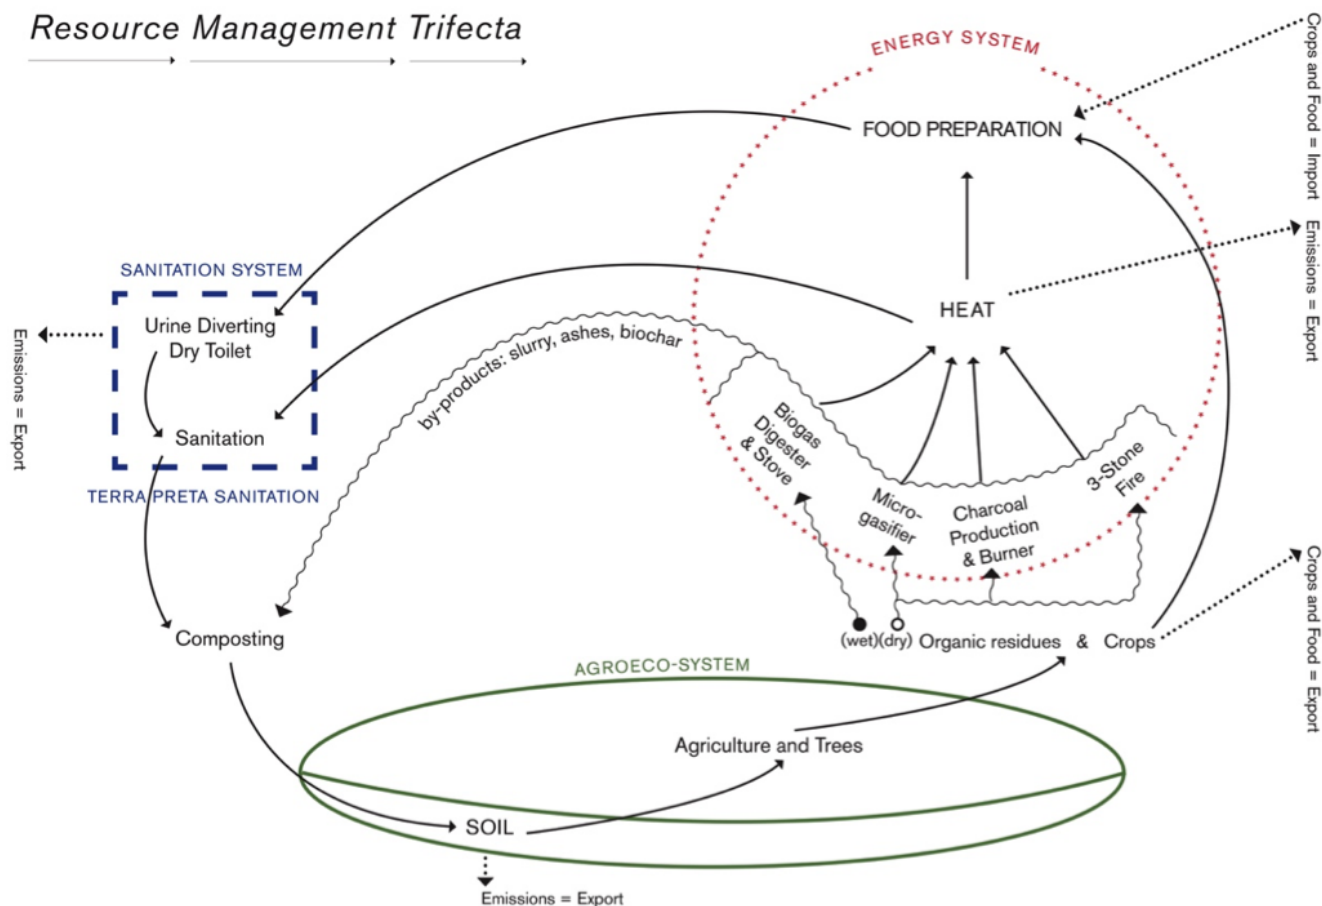 Resource Management Trifecta
ENERGY SYSTEM
Crops and Food = Import
FOOD PREPARATION
Emissions = Export
SANITATION SYSTEM
HEAT
Urine Diverting
Dry Toilet
Emissions = Export
by-products: slurry, ashes, biochar
Sanitation
TERRA PRETA SANITATION
Biogas
Digester
& Stove
Micro-
gasifier
Charcoal
Production
& Burner
3-Stone
Fire
Crops and Food = Export
Composting
(wet)(dry) Organic residues & Crops
AGROECO-SYSTEM
Agriculture and Trees
SOIL
Emissions = Export